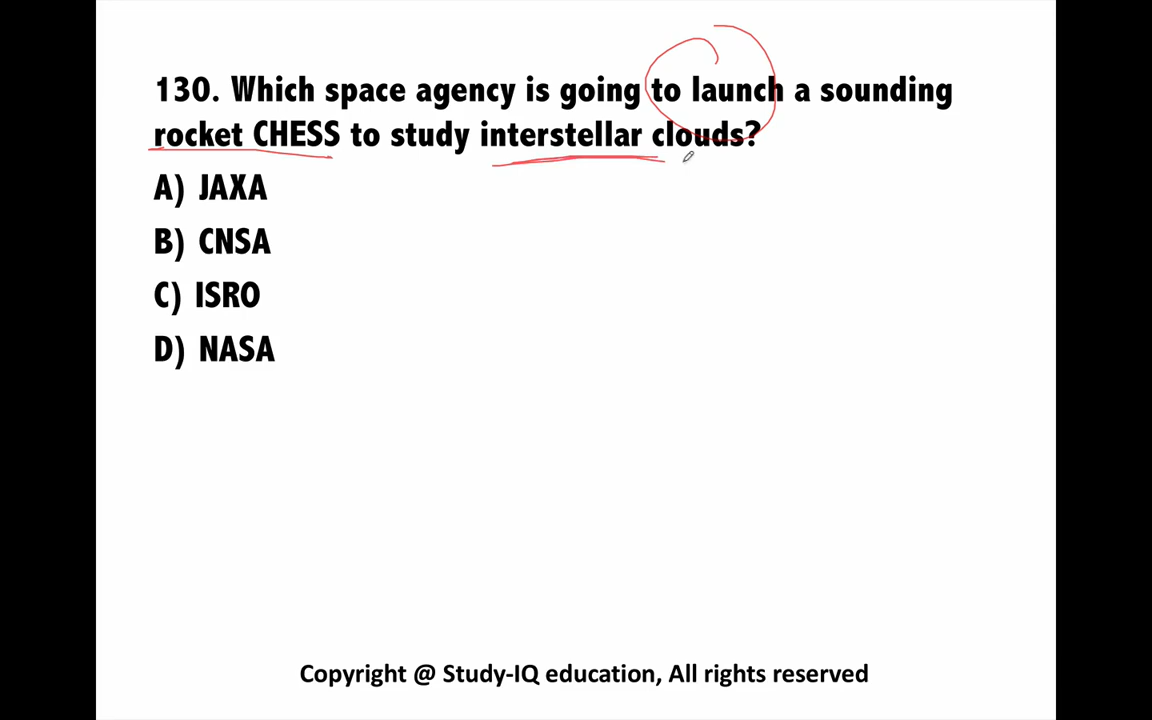 130. Which space agency is going to launch a sounding
rocket CHESS to study interstellar clouds?
A) JAXA
B) CNSA
C) ISRO
D) NASA
Copyright @ Study-IQ education, All rights reserved